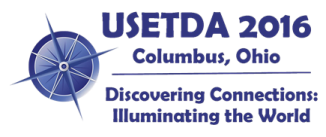 USETDA 2016
Columbus, Ohio
Discovering Connections:
Illuminating the World